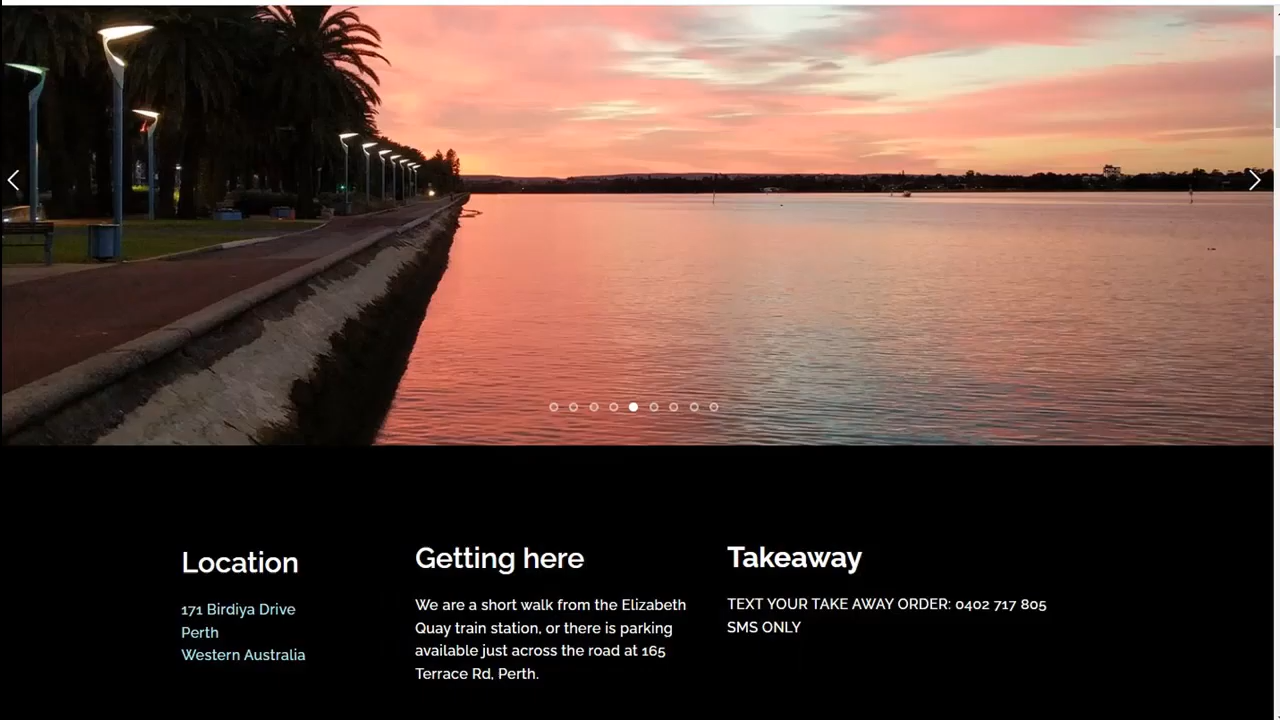 Location
171 Birdiya Drive
Perth
Western Australia
Getting here
We are a short walk from the Elizabeth
Quay train station, or there is parking
available just across the road at 165
Terrace Rd, Perth.
Takeaway
TEXT YOUR TAKE AWAY ORDER: 0402 717 805
SMS ONLY